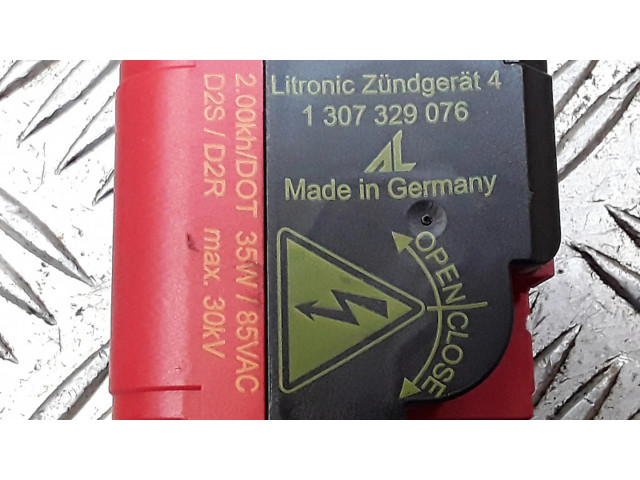 Litronic Zündgerät 4
1 307 329 076
AL
Made in Germany
OPEN
CLOSE
2.00kh/DOT 35W / 85VAC
D2S / D2R max. 30kV